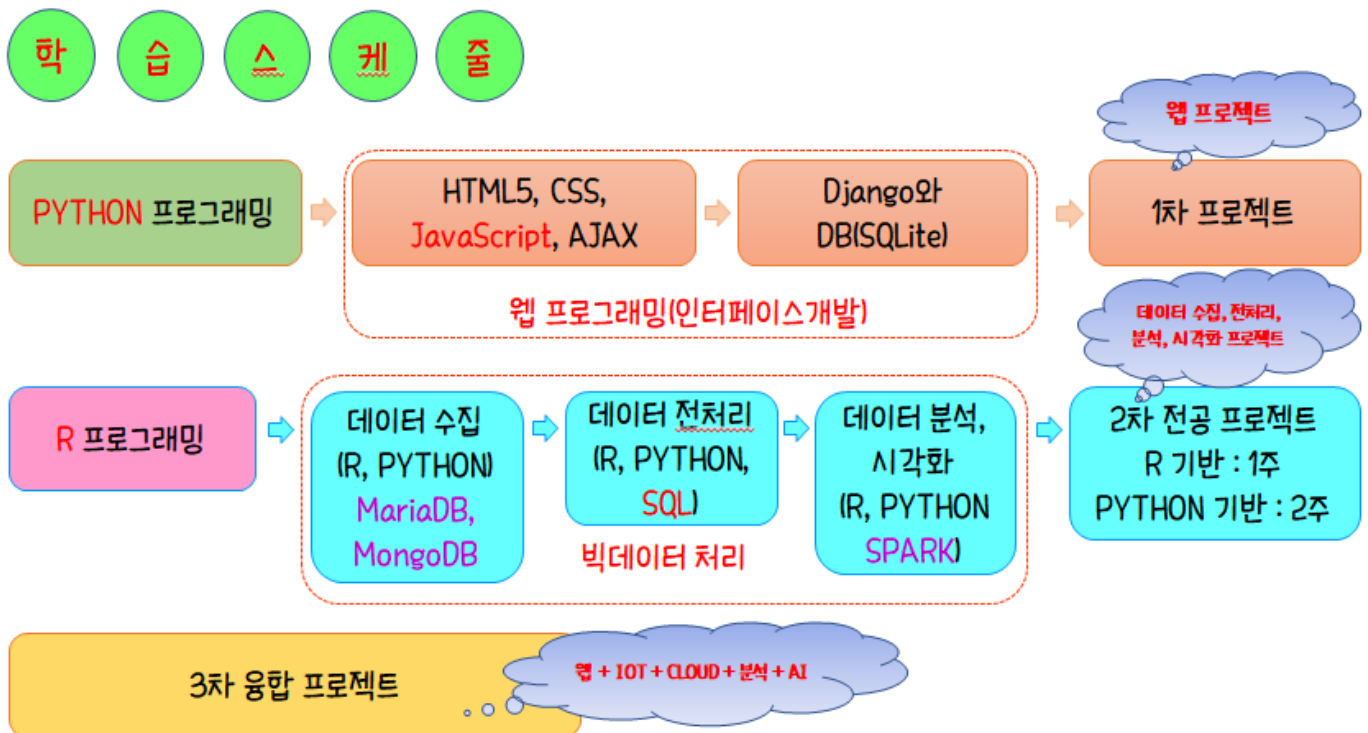 학 습 스 케 줄
웹 프로젝트
PYTHON 프로그래밍
HTML5, CSS,
JavaScript, AJAX
Django와
DB(SQLite)
1차 프로젝트
웹 프로그래밍(인터페이스개발)
데이터 수집, 전처리,
분석, 시각화 프로젝트
R 프로그래밍
데이터 수집
(R, PYTHON)
MariaDB,
MongoDB
데이터 전처리
(R, PYTHON,
SQL)
데이터 분석,
시각화
(R, PYTHON
SPARK)
2차 전공 프로젝트
R 기반 : 1주
PYTHON 기반 : 2주
빅데이터 처리
3차 융합 프로젝트
웹 + IOT + CLOUD + 분석 + AI